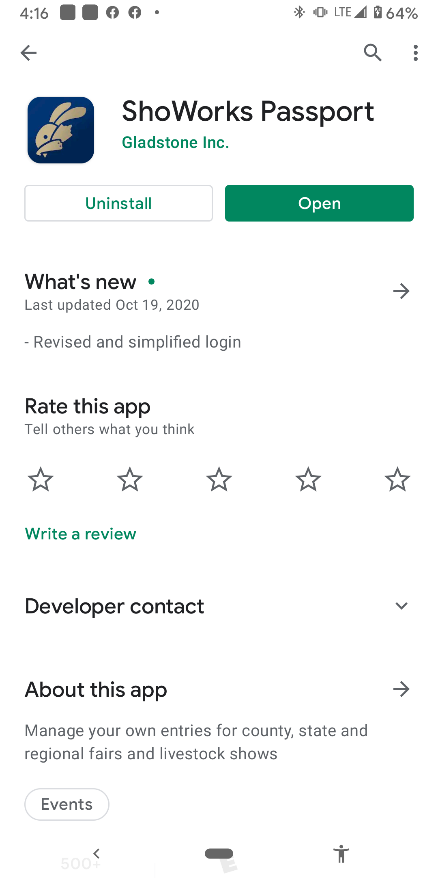 4:16 LTE 64%
ShoWorks Passport
Gladstone Inc.
Uninstall
Open
What's new
Last updated Oct 19, 2020
- Revised and simplified login
Rate this app
Tell others what you think
Write a review
Developer contact
About this app
Manage your own entries for county, state and
regional fairs and livestock shows
Events
500+